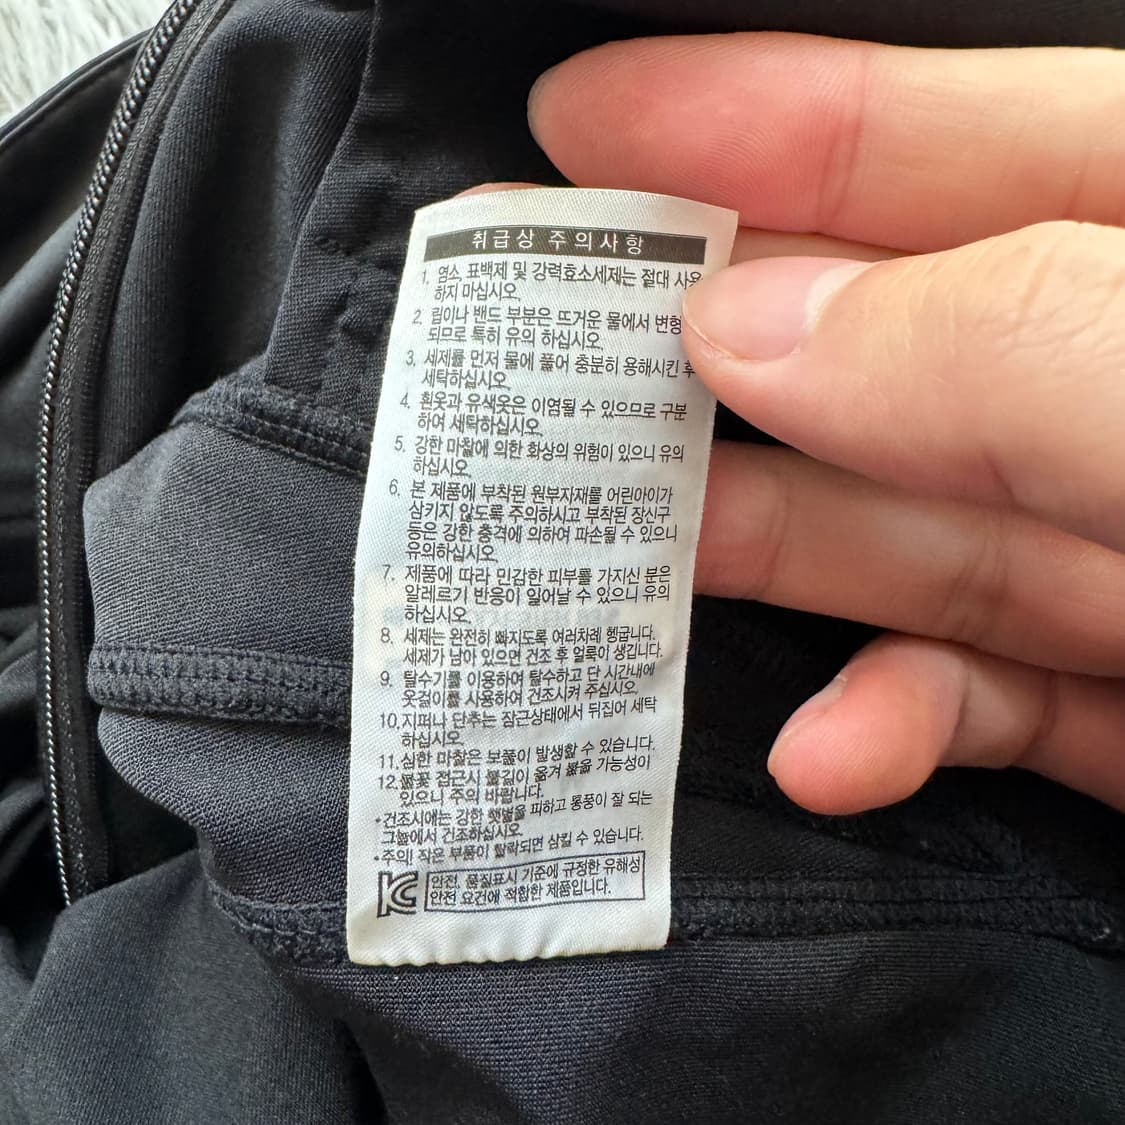 취급상 주의사항
1. 염소 표백제 및 강력효소세제는 절대 사용
하지 마십시오.
2. 림이나 밴드 부분은 뜨거운 물에서 변형
되므로 특히 유의 하십시오.
3. 세제를 먼저 물에 풀어 충분히 용해시킨 후
세탁하십시오.
4. 흰옷과 유색옷은 이염될 수 있으므로 구분
하여 세탁하십시오.
5. 강한 마찰에 의한 화상의 위험이 있으니 유의
하십시오
6. 본 제품에 부착된 원부자재를 어린아이가
삼키지 않도록 주의하시고 부착된 장신구
등은 강한 충격에 의하여 파손될 수 있으니
유의하십시오.
7. 제품에 따라 민감한 피부를 가지신 분은
알레르기 반응이 일어날 수 있으니 유의
하십시오.
8. 세제는 완전히 빠지도록 여러차례 헹굽니다.
세제가 남아 있으면 건조 후 얼룩이 생깁니다.
9. 탈수기를 이용하여 탈수하고 단 시간내에
옷걸이를 사용하여 건조시켜 주십시오.
10. 지퍼나 단추는 잠근상태에서 뒤집어 세탁
하십시오.
11. 심한 마찰은 보풀이 발생할 수 있습니다.
12. 불꽃 접근시 불길이 옮겨 붙을 가능성이
있으니 주의 바랍니다.
•건조시에는 강한 햇볕을 피하고 통풍이 잘 되는
그늘에서 건조하십시오.
•주의! 작은 부품이 탈락되면 삼킬 수 있습니다.
KC 안전, 품질표시 기준에 규정한 유해성
안전 요건에 적합한 제품입니다.